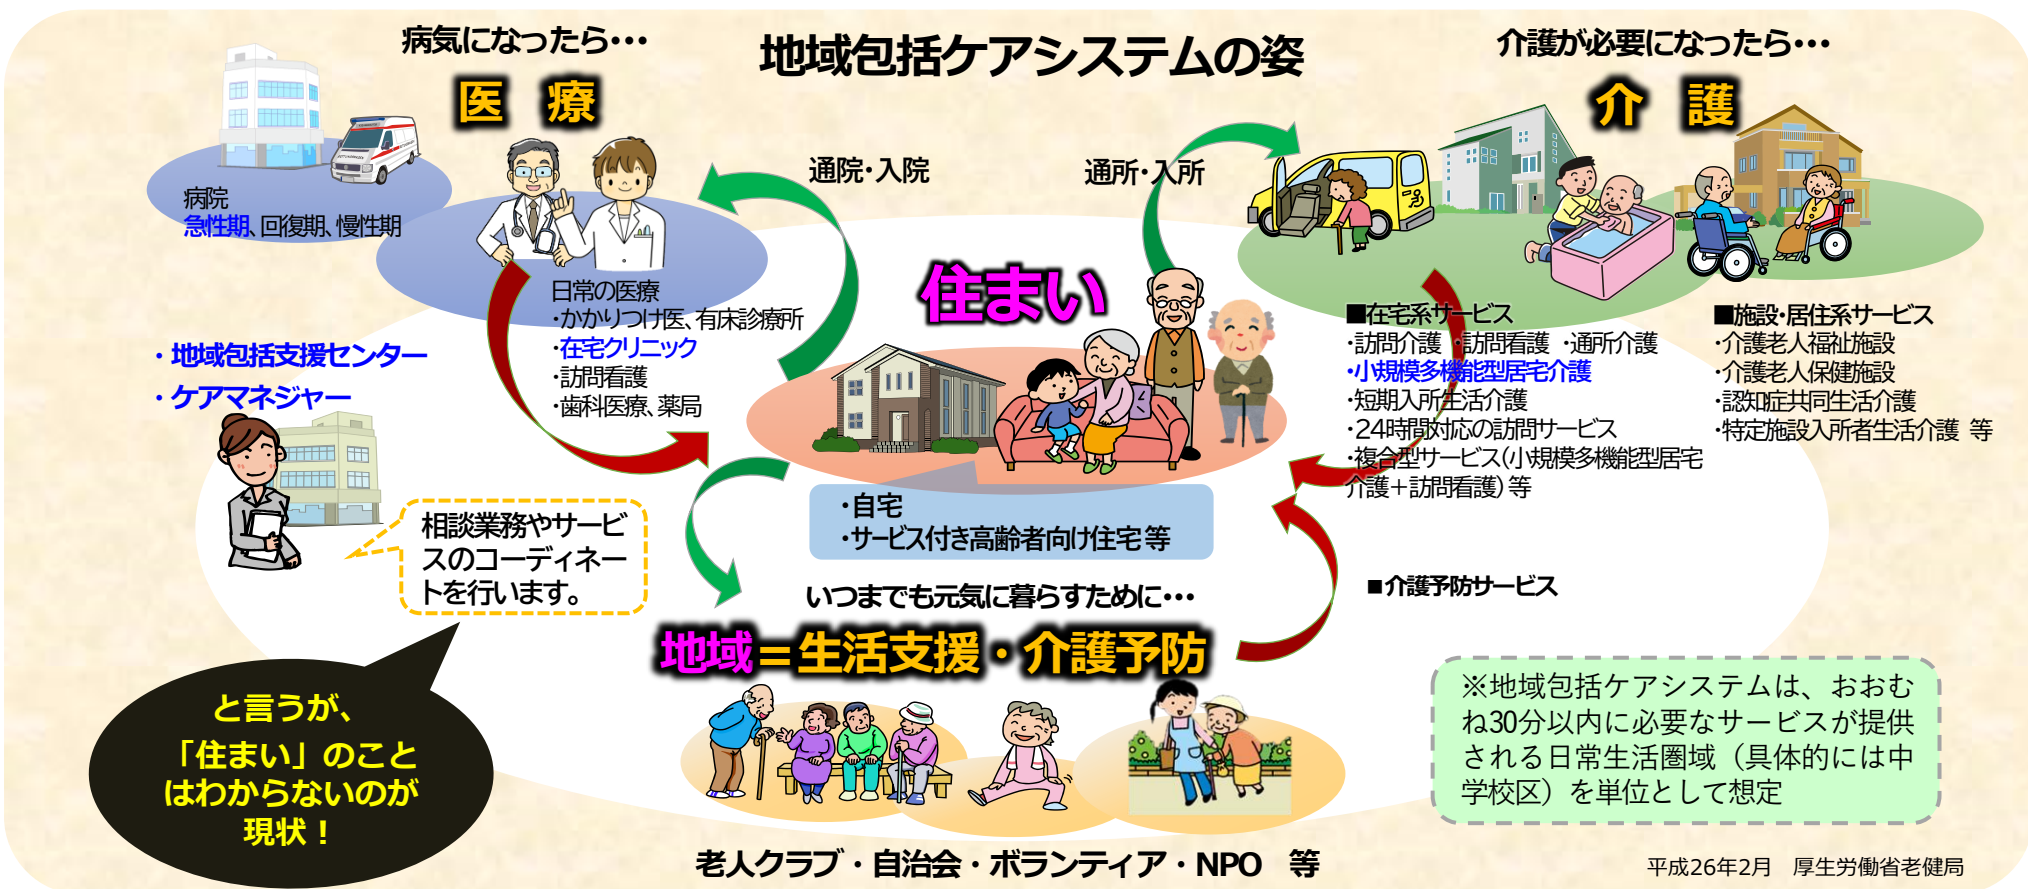 地域包括ケアシステムの姿
病気になったら・・・
医 療
病院
急性期、回復期、慢性期
通院・入院
日常の医療
・かかりつけ医、有床診療所
・在宅クリニック
・訪問看護
・歯科医療、薬局
介護が必要になったら・・・
介 護
通所・入所
■在宅系サービス
・訪問介護 ・訪問看護 ・通所介護
・小規模多機能型居宅介護
・短期入所生活介護
・24時間対応の訪問サービス
・複合型サービス(小規模多機能型居宅
介護＋訪問看護)等
■施設・居住系サービス
・介護老人福祉施設
・介護老人保健施設
・認知症共同生活介護
・特定施設入所者生活介護 等
住まい
・自宅
・サービス付き高齢者向け住宅 等
・地域包括支援センター
・ケアマネジャー
相談業務やサービ
スのコーディネー
トを行います。
いつまでも元気に暮らすために・・・
地域＝生活支援・介護予防
■介護予防サービス
と言うが、
「住まい」のこと
はわからないのが
現状！
※地域包括ケアシステムは、おおむ
ね30分以内に必要なサービスが提供
される日常生活圏域（具体的には中
学校区）を単位として想定
老人クラブ・自治会・ボランティア・NPO 等
平成26年2月 厚生労働省老健局